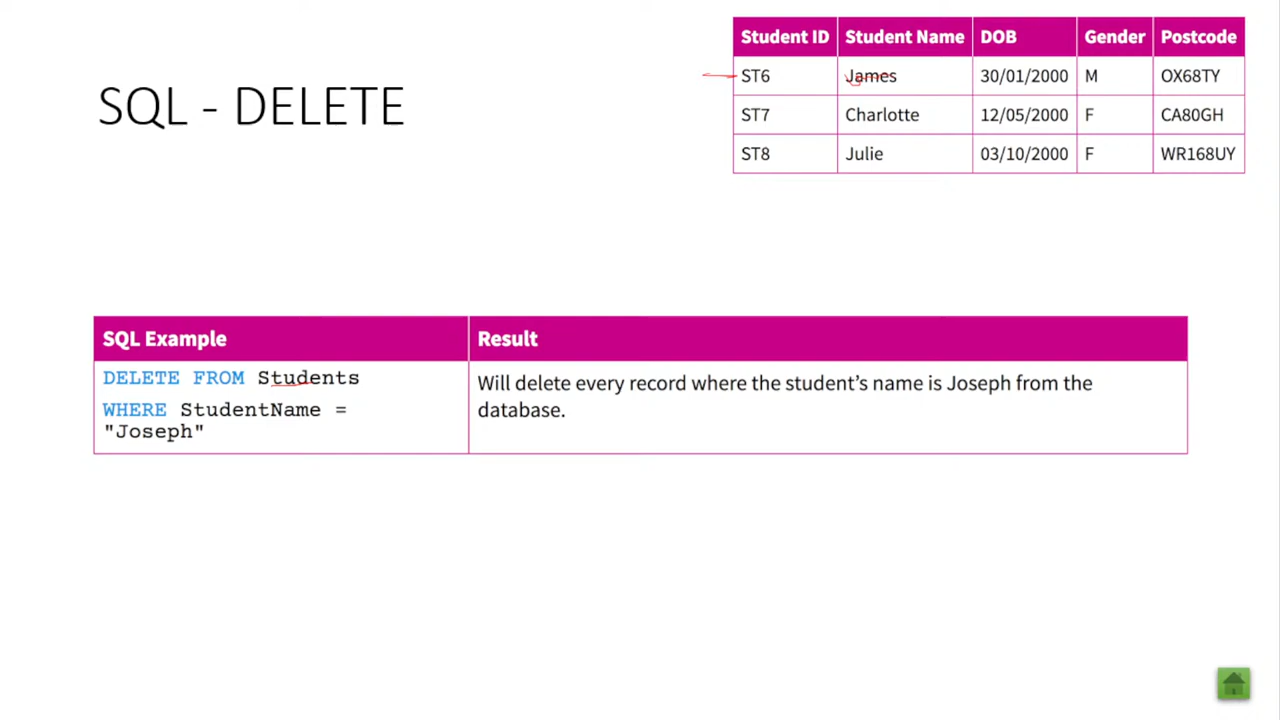 SQL - DELETE
Student ID Student Name DOB Gender Postcode
ST6 James 30/01/2000 M OX68TY
ST7 Charlotte 12/05/2000 F CA80GH
ST8 Julie 03/10/2000 F WR168UY
SQL Example Result
DELETE FROM Students
WHERE StudentName =
"Joseph"
Will delete every record where the student’s name is Joseph from the
database.